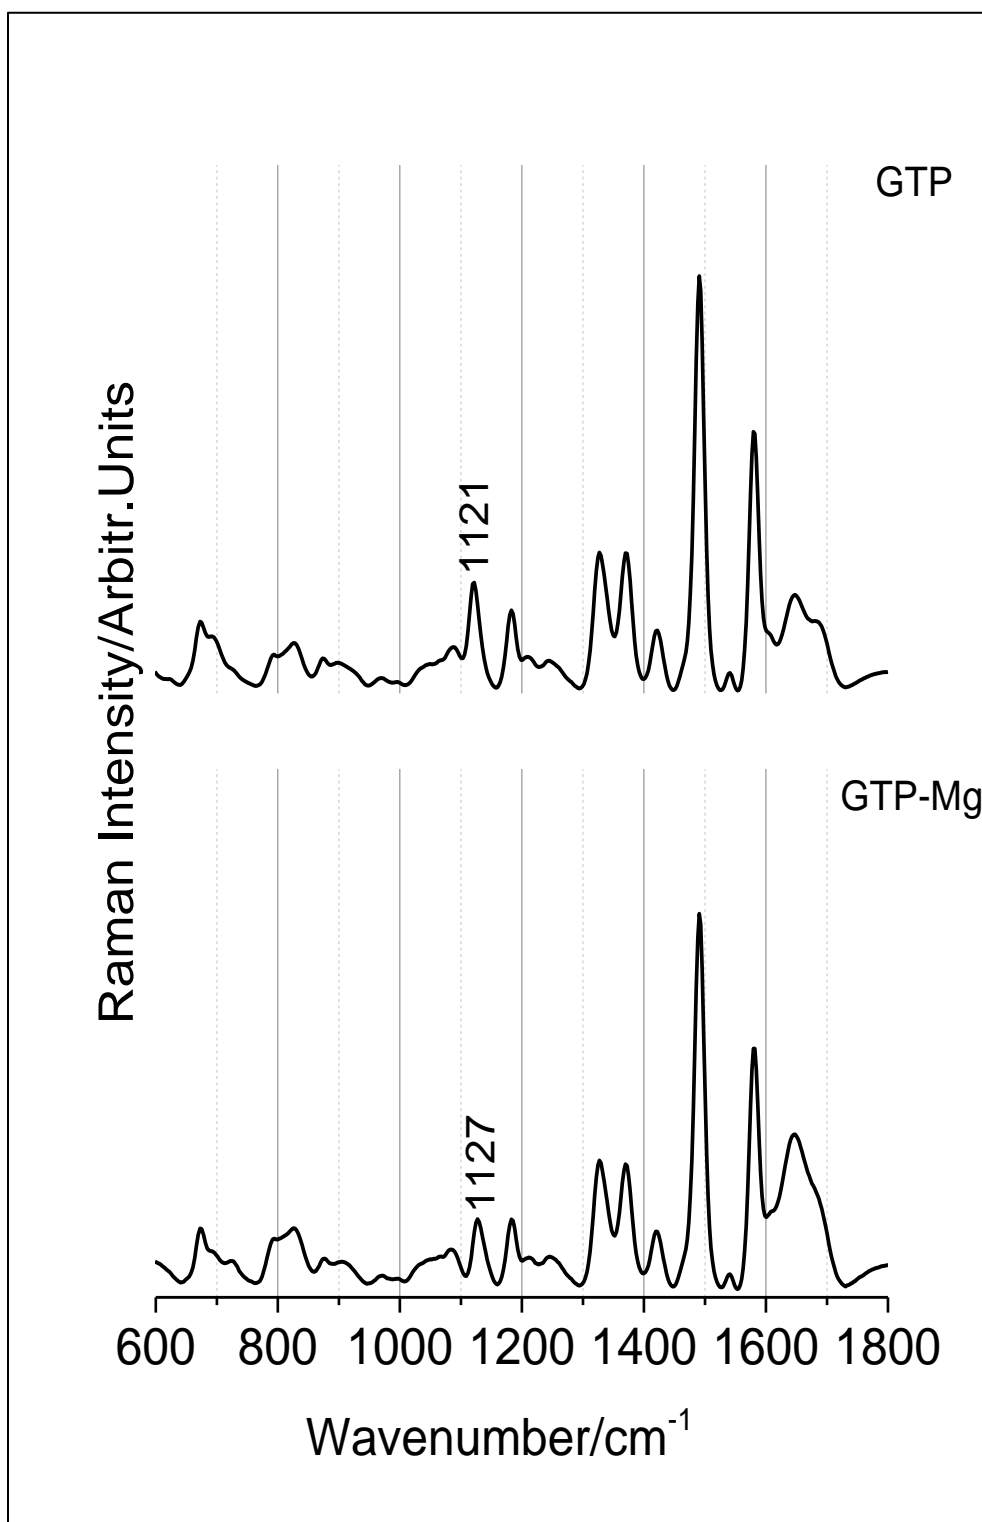 GTP
Raman Intensity/Arbitr.Units
1121
GTP-Mg
1127
600 800 1000 1200 1400 1600 1800
Wavenumber/cm⁻¹